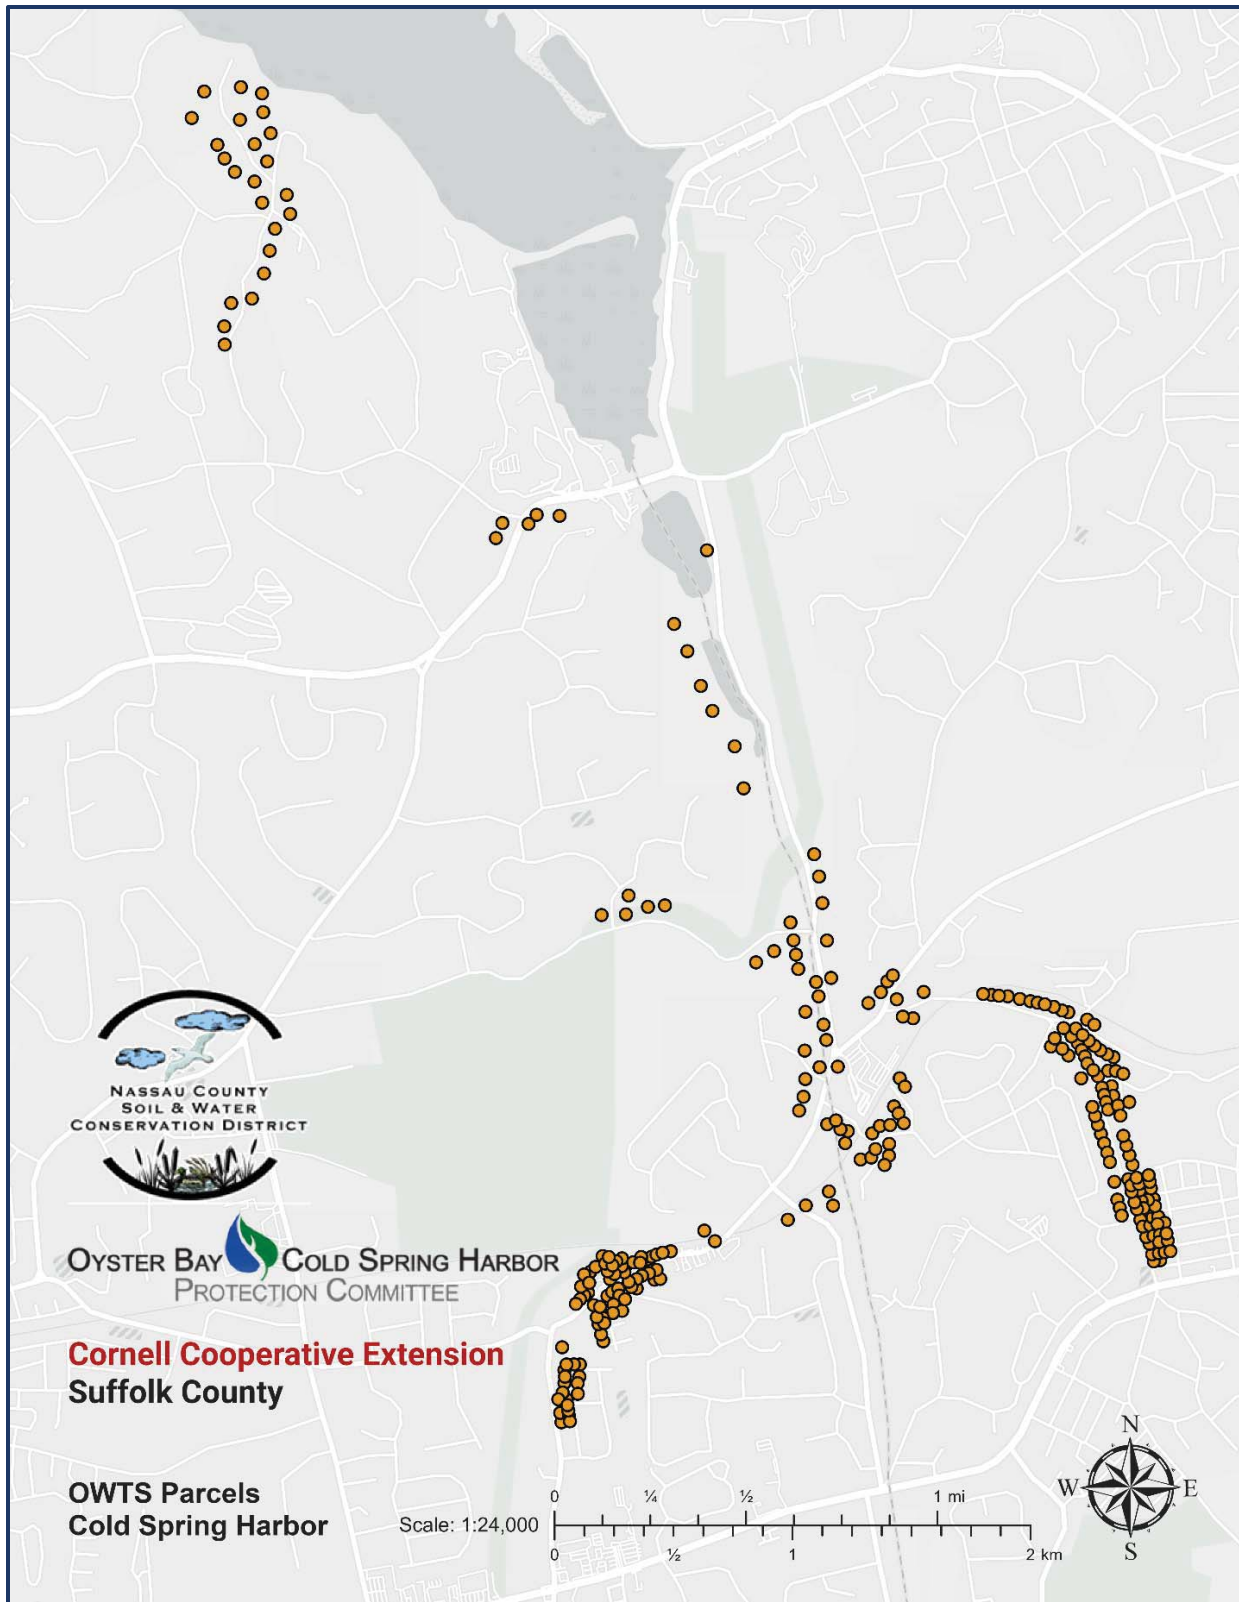 NASSAU COUNTY
SOIL & WATER
CONSERVATION DISTRICT
OYSTER BAY COLD SPRING HARBOR
PROTECTION COMMITTEE
Cornell Cooperative Extension
Suffolk County
OWTS Parcels
Cold Spring Harbor
Scale: 1:24,000
0 ¼ ½ 1 mi
0 ½ 1 2 km
N
W E
S